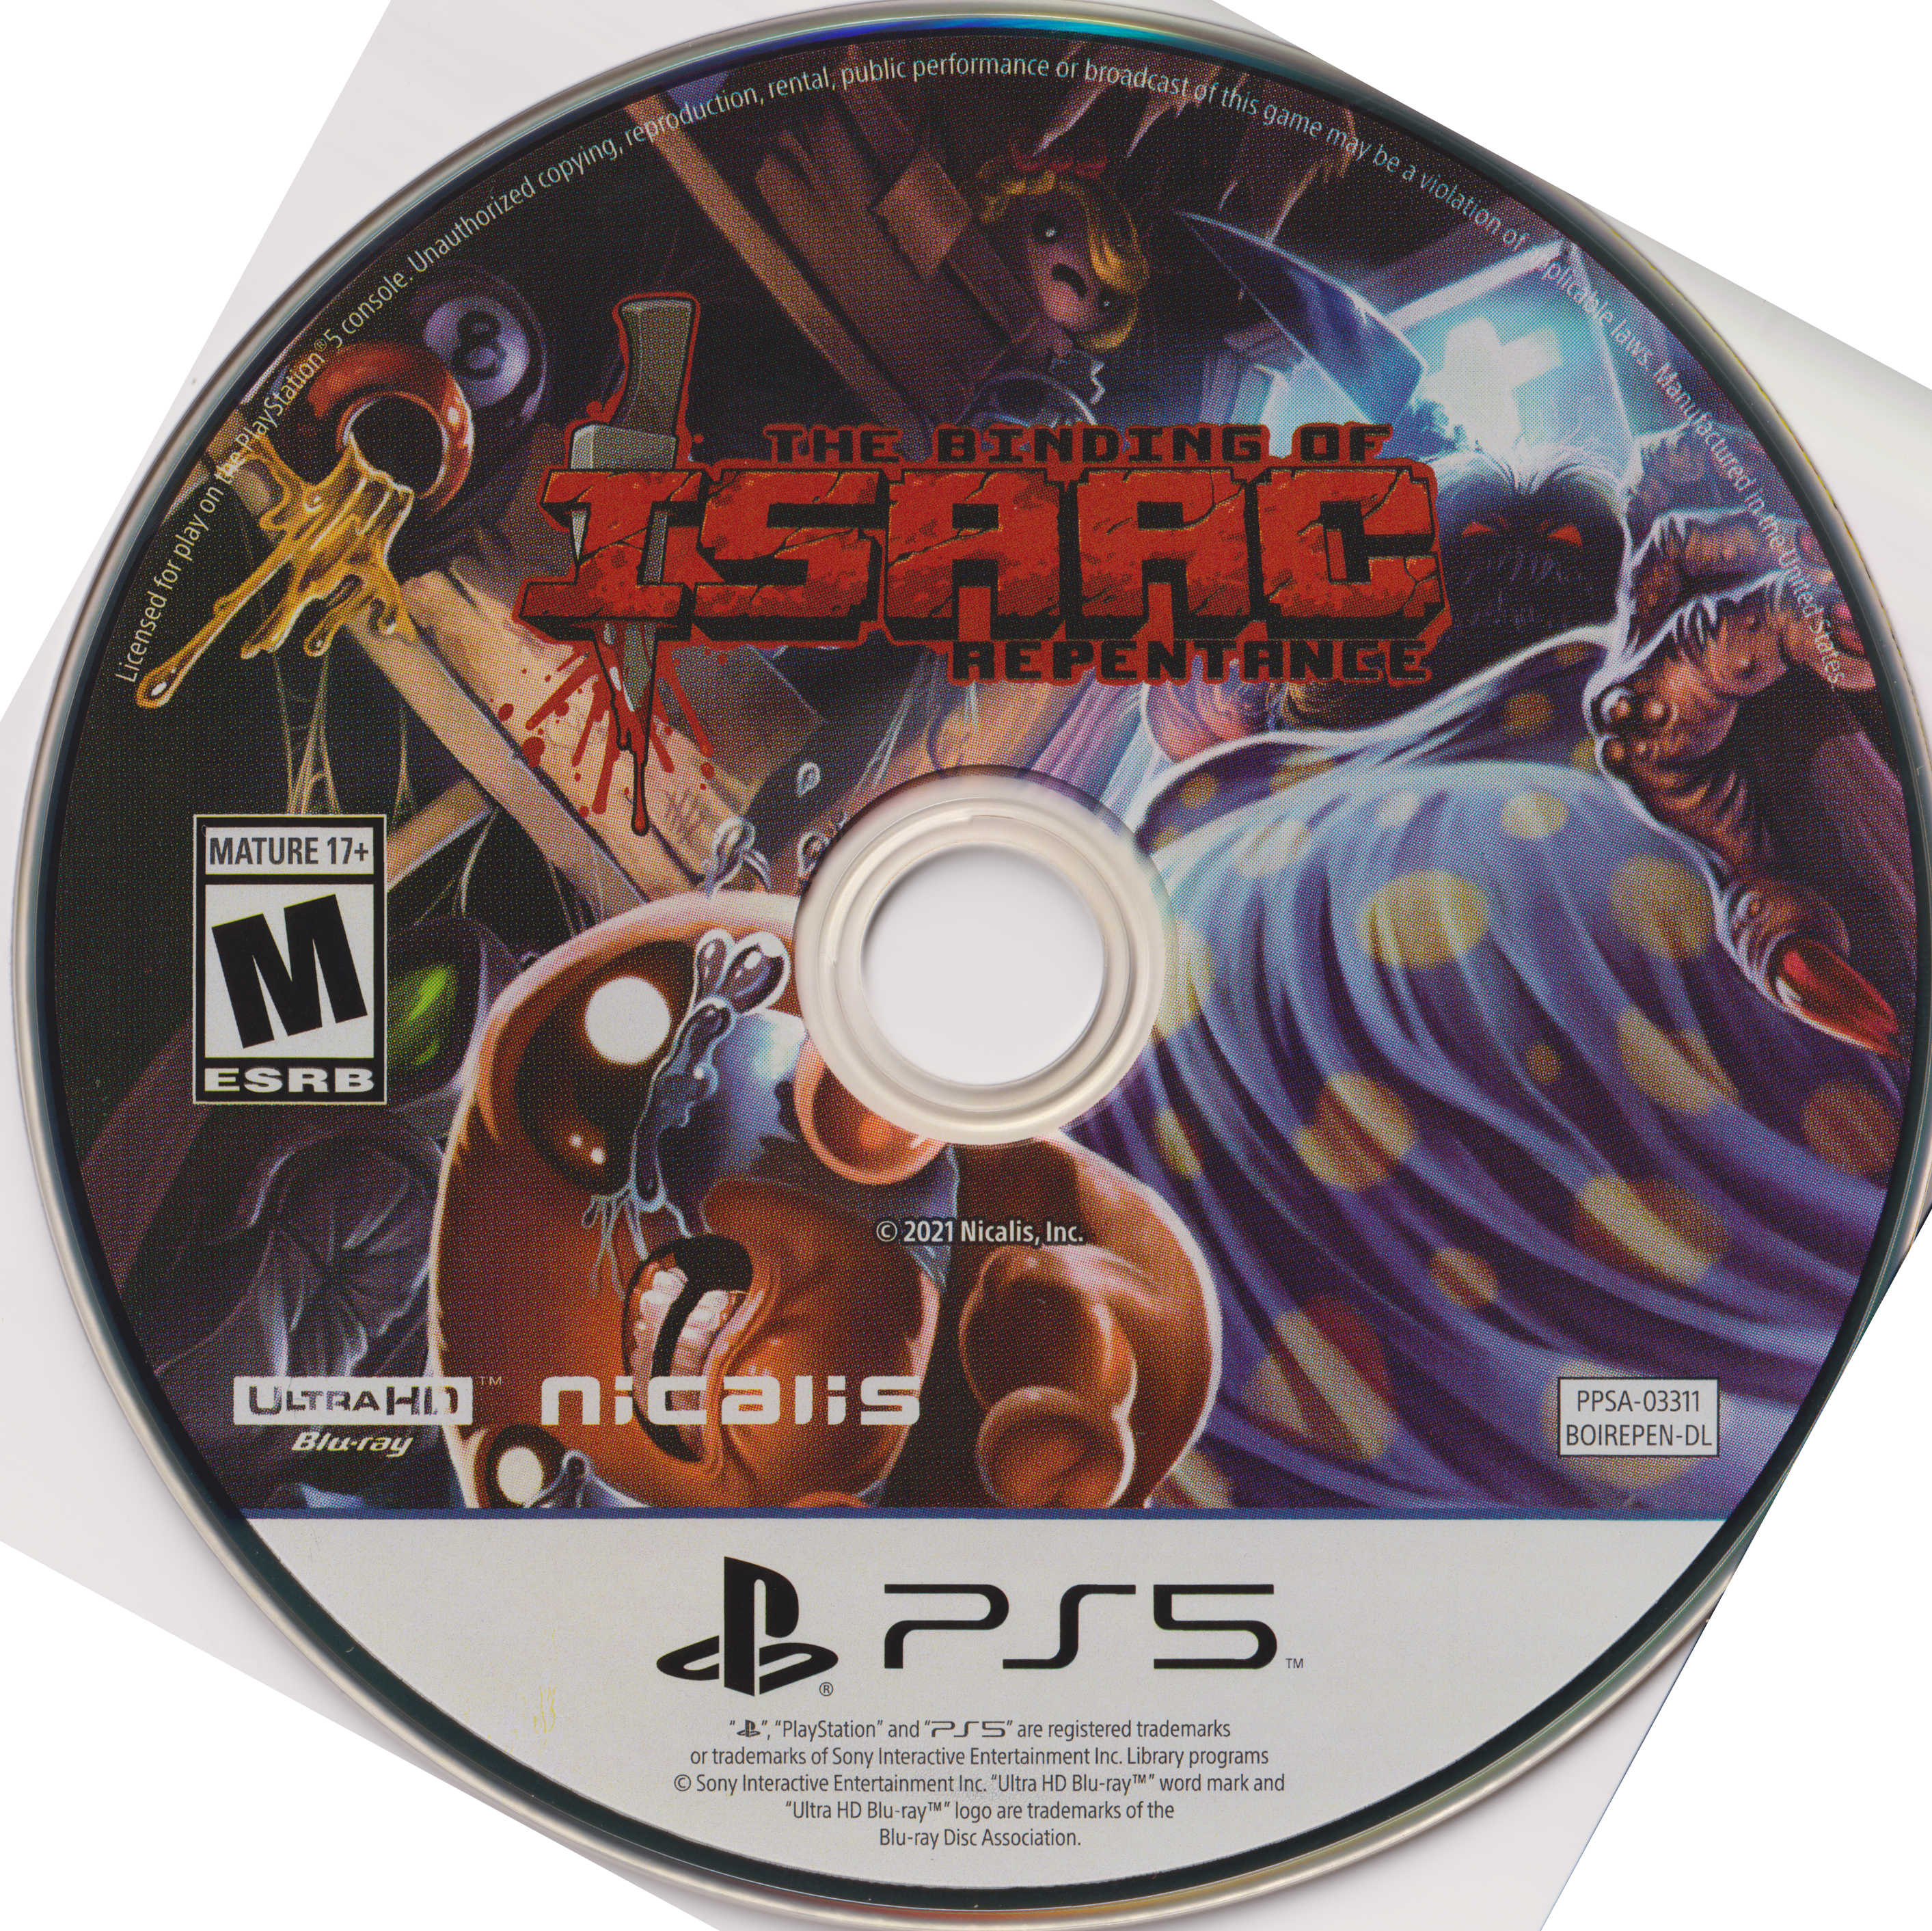 Licensed for play on the PlayStation®5 console. Unauthorized copying, reproduction, rental, public performance or broadcast of this game may be a violation of applicable laws. Manufactured in the United States.
8
THE BINDING OF
ISAAC
REPENTANCE
MATURE 17+
M
ESRB
© 2021 Nicalis, Inc.
ULTRA HD™
Blu-ray
nicalis
PPSA-03311
BOIREPEN-DL
PS5™
®
“PS”, “PlayStation” and “PS5” are registered trademarks
or trademarks of Sony Interactive Entertainment Inc. Library programs
© Sony Interactive Entertainment Inc. “Ultra HD Blu-ray™” word mark and
“Ultra HD Blu-ray™” logo are trademarks of the
Blu-ray Disc Association.